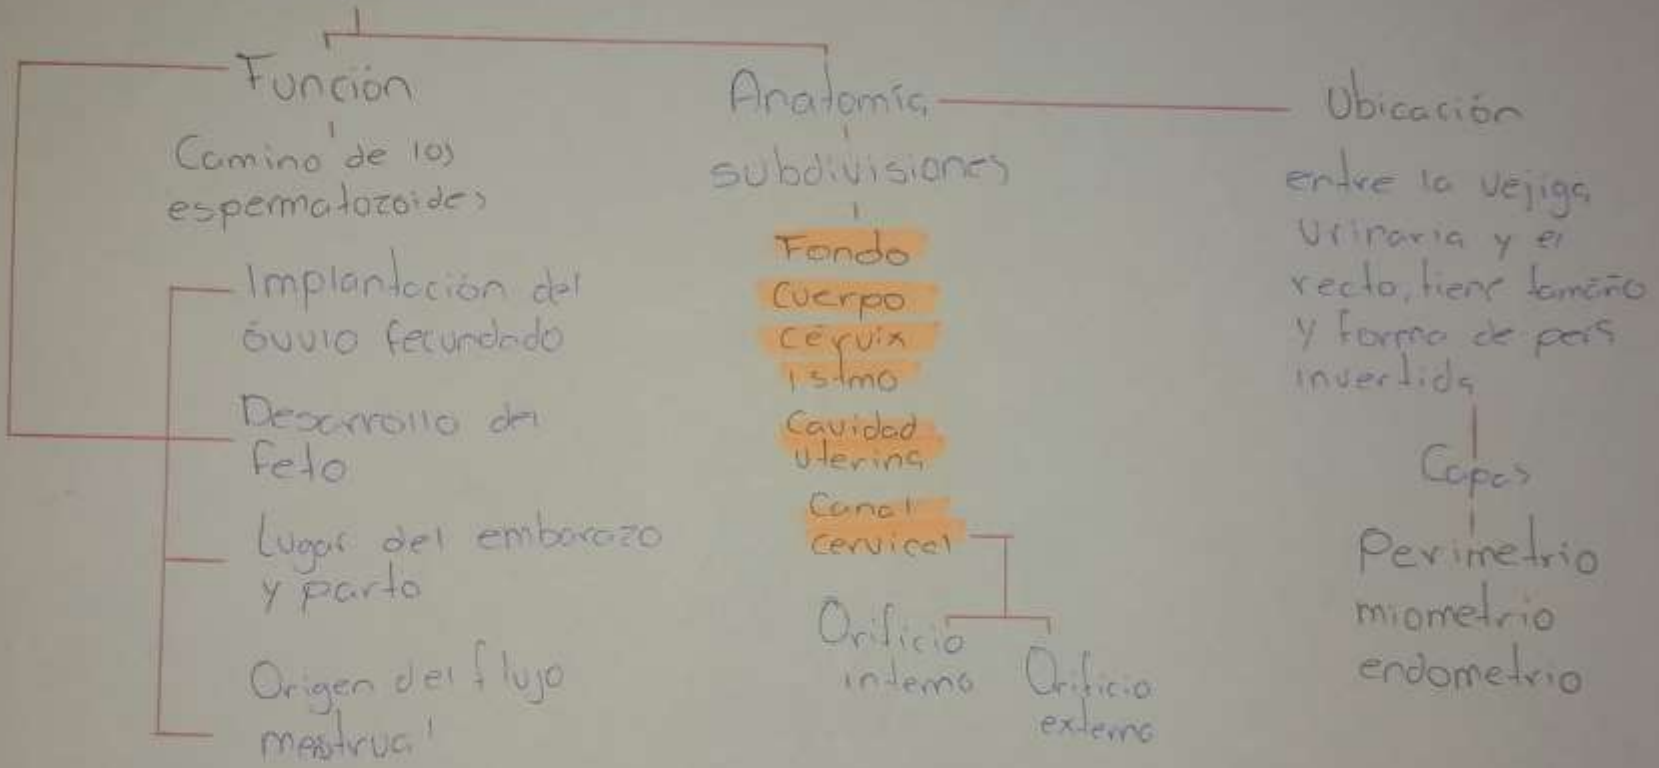 Función
Camino de los
espermatozoides
Implantación del
óvulo fecundado
Desarrollo del
feto
Lugar del embarazo
y parto
Origen del flujo
mestrual
Anatomía
subdivisiones
Fondo
Cuerpo
cérvix
istmo
Cavidad
uterina
Canal
cervical
Orificio
interno
Orificio
externo
Ubicación
entre la vejiga
urinaria y el
recto, tiene tamaño
y forma de pera
invertida
Capas
Perimetrio
miometrio
endometrio